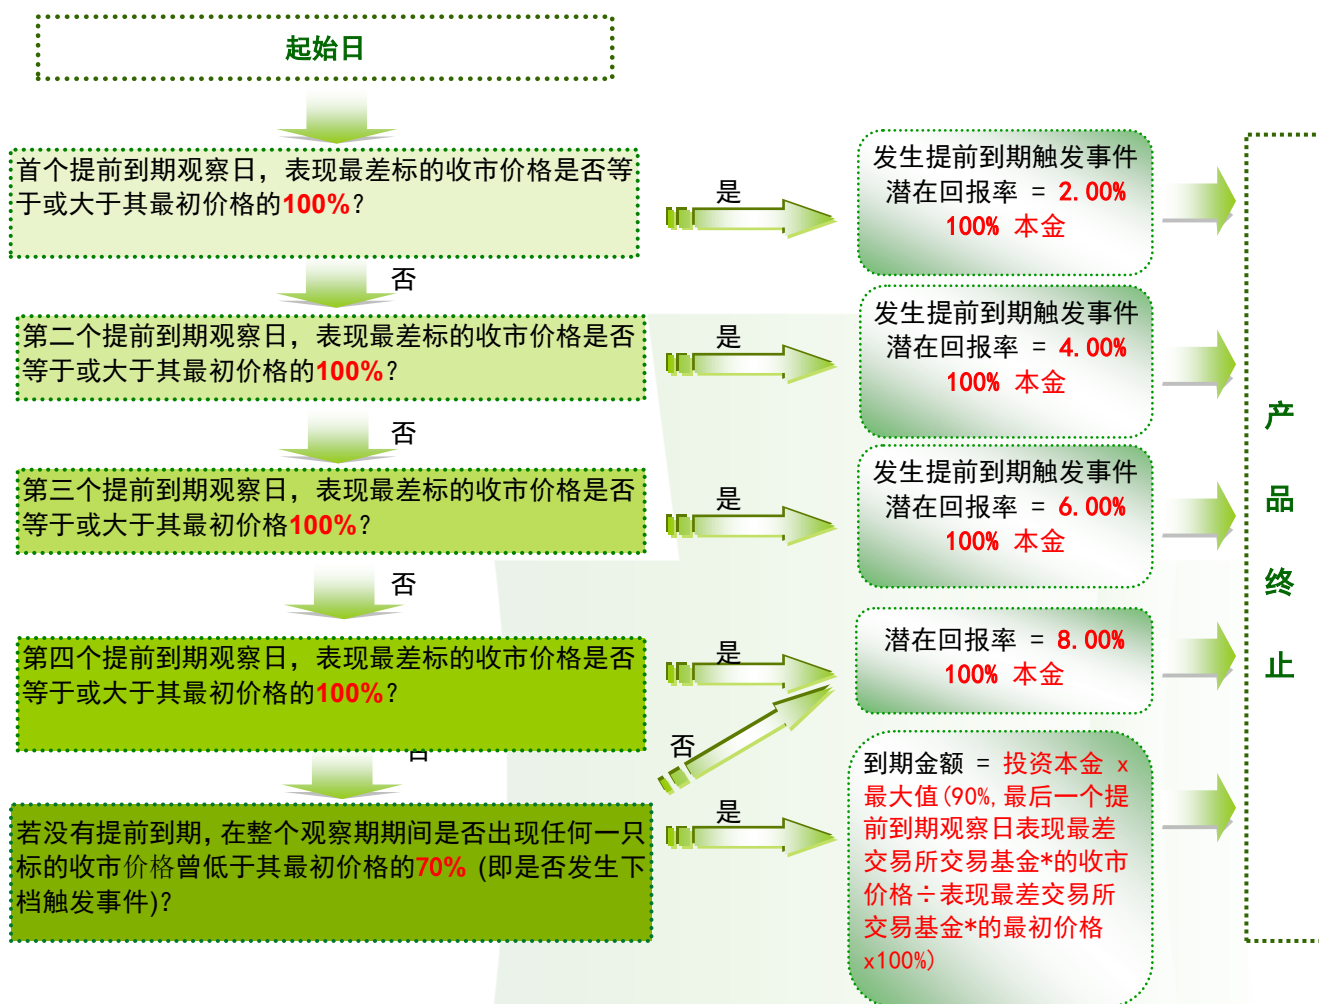 起始日
首个提前到期观察日，表现最差标的收市价格是否等
于或大于其最初价格的100%?
是
发生提前到期触发事件
潜在回报率 = 2.00%
100% 本金
否
第二个提前到期观察日，表现最差标的收市价格是否
等于或大于其最初价格的100%?
是
发生提前到期触发事件
潜在回报率 = 4.00%
100% 本金
否
第三个提前到期观察日，表现最差标的收市价格是否
等于或大于其最初价格100%?
是
发生提前到期触发事件
潜在回报率 = 6.00%
100% 本金
否
第四个提前到期观察日，表现最差标的收市价格是否
等于或大于其最初价格的100%?
是
潜在回报率 = 8.00%
100% 本金
否
否
若没有提前到期,在整个观察期期间是否出现任何一只
标的收市价格曾低于其最初价格的70% (即是否发生下
档触发事件)?
是
到期金额 = 投资本金 x
最大值(90%,最后一个提
前到期观察日表现最差
交易所交易基金*的收市
价格÷表现最差交易所
交易基金*的最初价格
x100%)
产
品
终
止